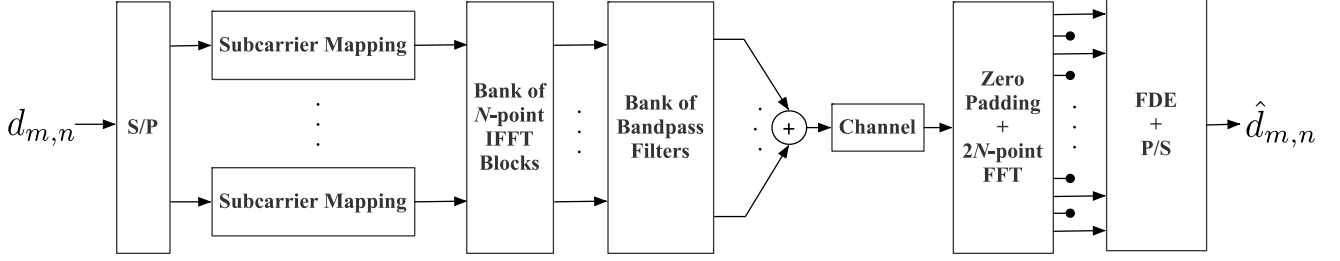 d_{m,n}
S/P
Subcarrier Mapping
Subcarrier Mapping
Bank of
N-point
IFFT
Blocks
Bank of
Bandpass
Filters
+
Channel
Zero
Padding
+
2N-point
FFT
FDE
+
P/S
\hat{d}_{m,n}